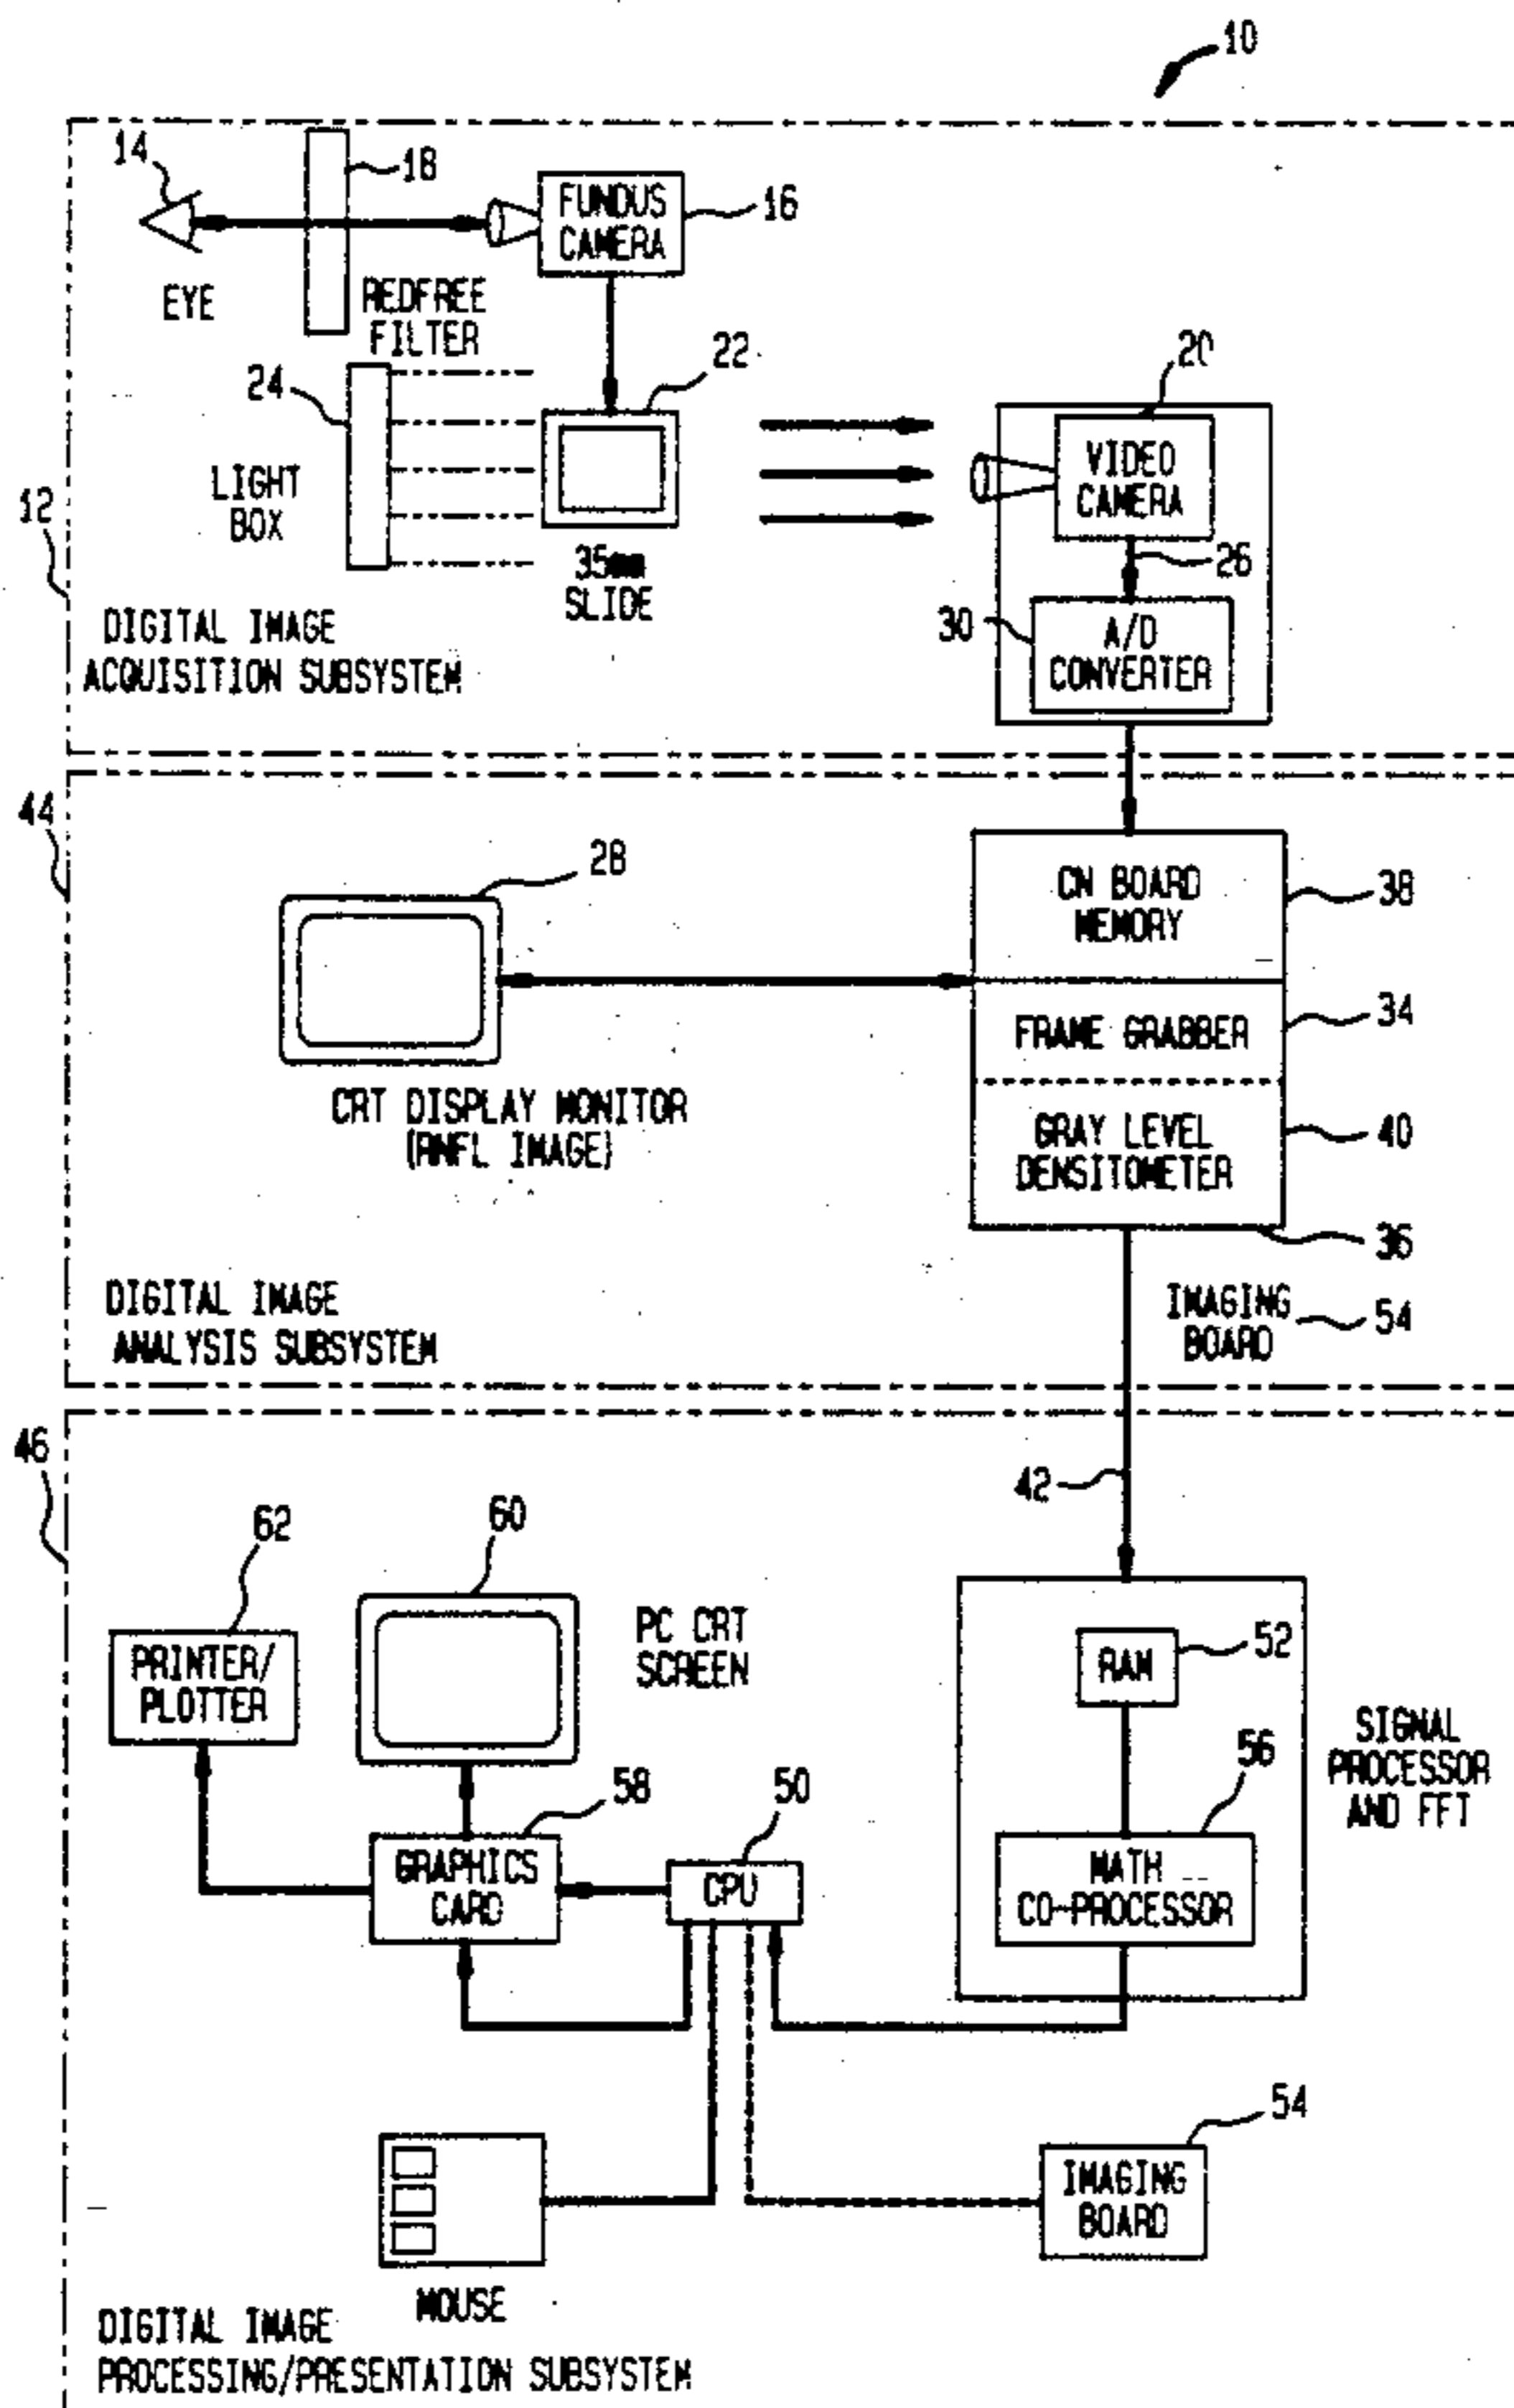 10
14
18
FUNDUS
CAMERA
16
EYE
REDFREE
FILTER
22
20
24
VIDEO
CAMERA
LIGHT
BOX
12
26
35mm
SLIDE
30
A/D
CONVERTER
DIGITAL IMAGE
ACQUISITION SUBSYSTEM
44
28
ON BOARD
MEMORY
38
FRAME GRABBER
34
CRT DISPLAY MONITOR
(RNFL IMAGE)
GRAY LEVEL
DENSITOMETER
40
36
DIGITAL IMAGE
ANALYSIS SUBSYSTEM
IMAGING
BOARD
54
46
42
62
60
PRINTER/
PLOTTER
PC CRT
SCREEN
RAM
52
SIGNAL
PROCESSOR
AND FFT
56
58
50
GRAPHICS
CARD
CPU
MATH
CO-PROCESSOR
54
IMAGING
BOARD
MOUSE
DIGITAL IMAGE
PROCESSING/PRESENTATION SUBSYSTEM